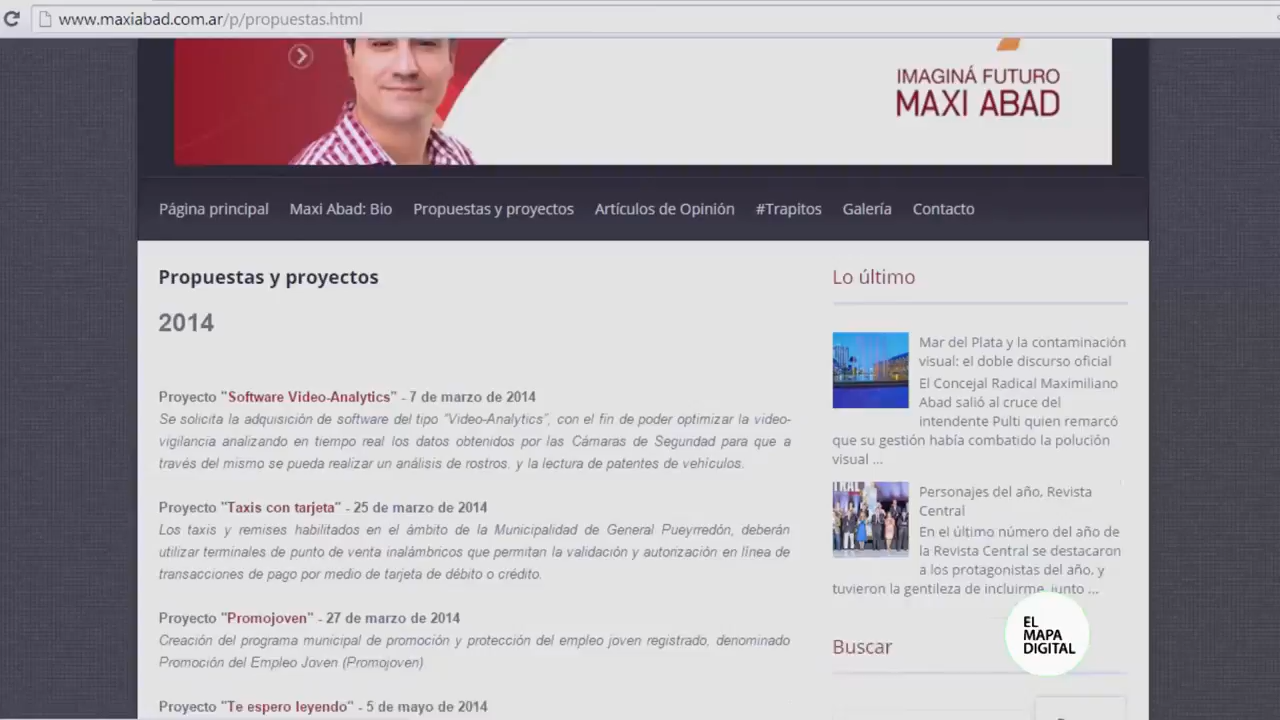 www.maxiabad.com.ar/p/propuestas.html
IMAGINÁ FUTURO
MAXI ABAD
Página principal
Maxi Abad: Bio
Propuestas y proyectos
Artículos de Opinión
#Trapitos
Galería
Contacto
Propuestas y proyectos
2014
Proyecto "Software Video-Analytics" - 7 de marzo de 2014
Se solicita la adquisición de software del tipo "Video-Analytics", con el fin de poder optimizar la video-
vigilancia analizando en tiempo real los datos obtenidos por las Cámaras de Segundad para que a
través del mismo se pueda realizar un análisis de rostros. y la lectura de patentes de vehículos.
Proyecto "Taxis con tarjeta" - 25 de marzo de 2014
Los taxis y remises habilitados en el ámbito de la Municipalidad de General Pueyrredón, deberán
utilizar terminales de punto de venta inalámbricos que permitan la validación y autorización en línea de
transacciones de pago por medio de tarjeta de débito o crédito.
Proyecto "Promojoven" - 27 de marzo de 2014
Creación del programa municipal de promoción y protección del empleo joven registrado, denominado
Promoción del Empleo Joven (Promojoven)
Proyecto "Te espero leyendo" - 5 de mayo de 2014
Lo último
Mar del Plata y la contaminación
visual: el doble discurso oficial
El Concejal Radical Maximiliano
Abad salió al cruce del
intendente Pulti quien remarcó
que su gestión había combatido la polución
visual ...
Personajes del año, Revista
Central
En el último número del año de
la Revista Central se destacaron
a los protagonistas del año, y
tuvieron la gentileza de incluirme, junto ...
Buscar
EL
MAPA
DIGITAL